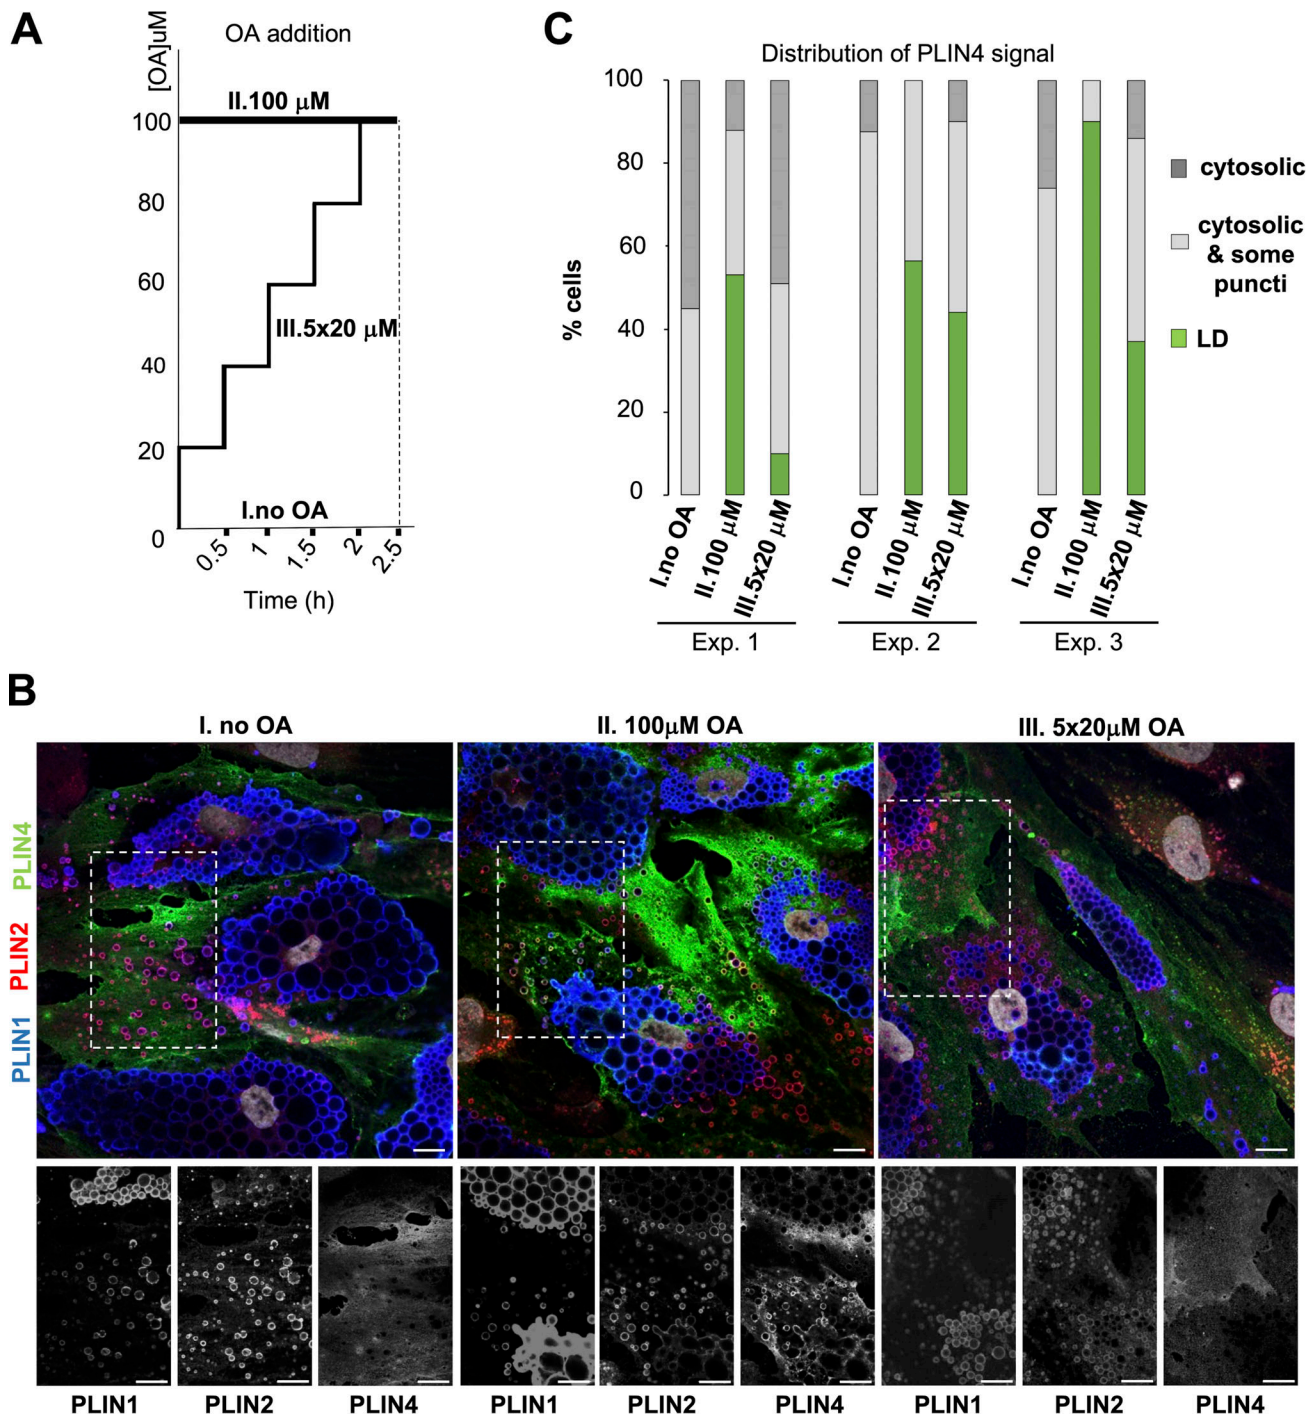 A
OA addition
[OA]uM
II.100 μM
100
80
60
III.5x20 μM
40
20
I.no OA
0
0.5
1
1.5
2
2.5
Time (h)
C
Distribution of PLIN4 signal
100
80
60
40
20
0
% cells
cytosolic
cytosolic
& some
puncti
LD
I.no OA
II.100 μM
III.5x20 μM
I.no OA
II.100 μM
III.5x20 μM
I.no OA
II.100 μM
III.5x20 μM
Exp. 1
Exp. 2
Exp. 3
B
I. no OA
II. 100μM OA
III. 5x20μM OA
PLIN1 PLIN2 PLIN4
PLIN1
PLIN2
PLIN4
PLIN1
PLIN2
PLIN4
PLIN1
PLIN2
PLIN4